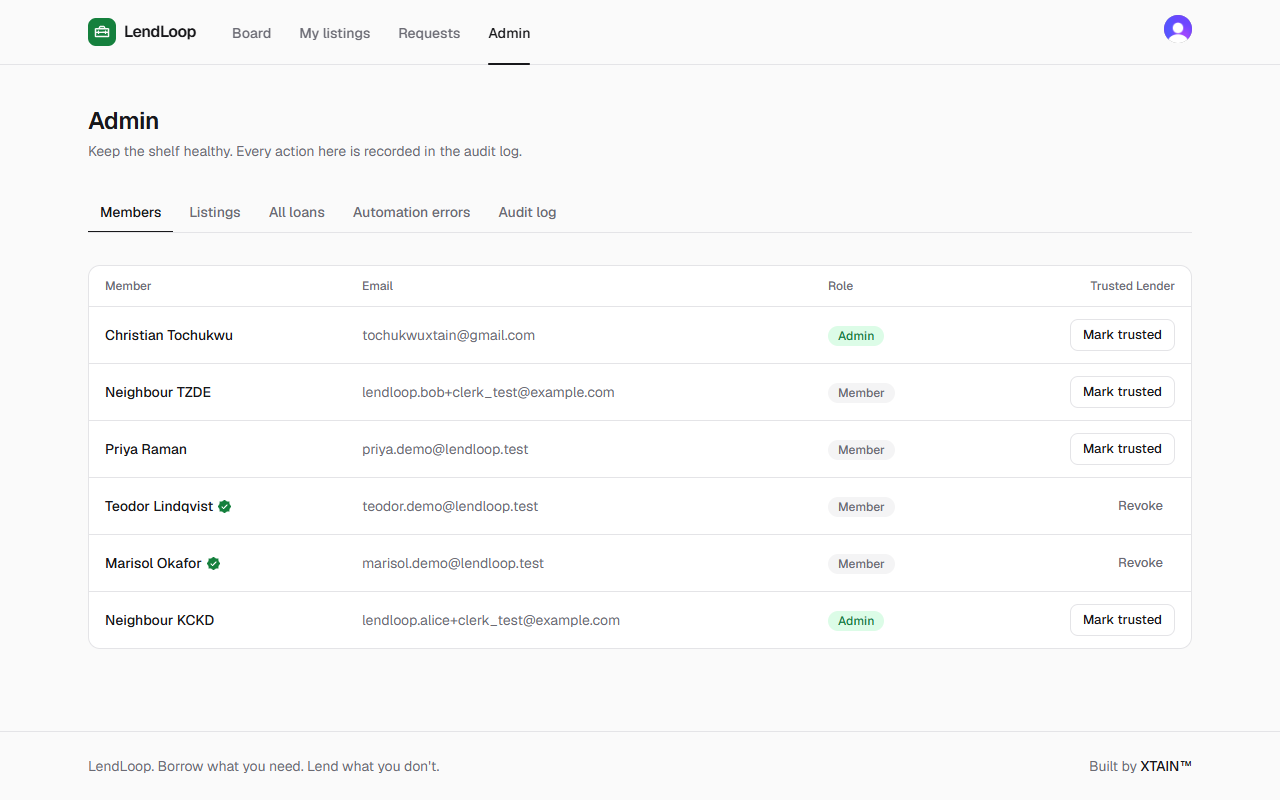 LendLoop Board My listings Requests Admin
Admin
Keep the shelf healthy. Every action here is recorded in the audit log.
Members Listings All loans Automation errors Audit log
Member Email Role Trusted Lender
Christian Tochukwu tochukwuxtain@gmail.com Admin Mark trusted
Neighbour TZDE lendloop.bob+clerk_test@example.com Member Mark trusted
Priya Raman priya.demo@lendloop.test Member Mark trusted
Teodor Lindqvist teodor.demo@lendloop.test Member Revoke
Marisol Okafor marisol.demo@lendloop.test Member Revoke
Neighbour KCKD lendloop.alice+clerk_test@example.com Admin Mark trusted
LendLoop. Borrow what you need. Lend what you don't. Built by XTAIN™